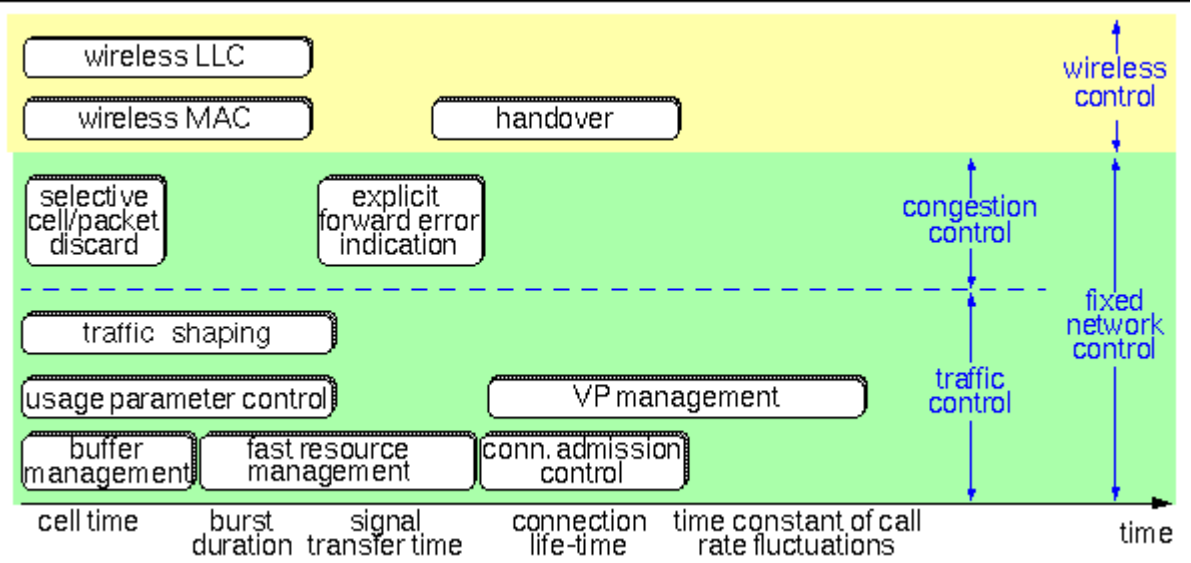 wireless LLC
wireless
control
wireless MAC
handover
selective
cell/packet
discard
explicit
forward error
indication
congestion
control
fixed
network
control
traffic shaping
usage parameter control
VP management
traffic
control
buffer
management
fast resource
management
conn. admission
control
cell time
burst
duration
signal
transfer time
connection
life-time
time constant of call
rate fluctuations
time